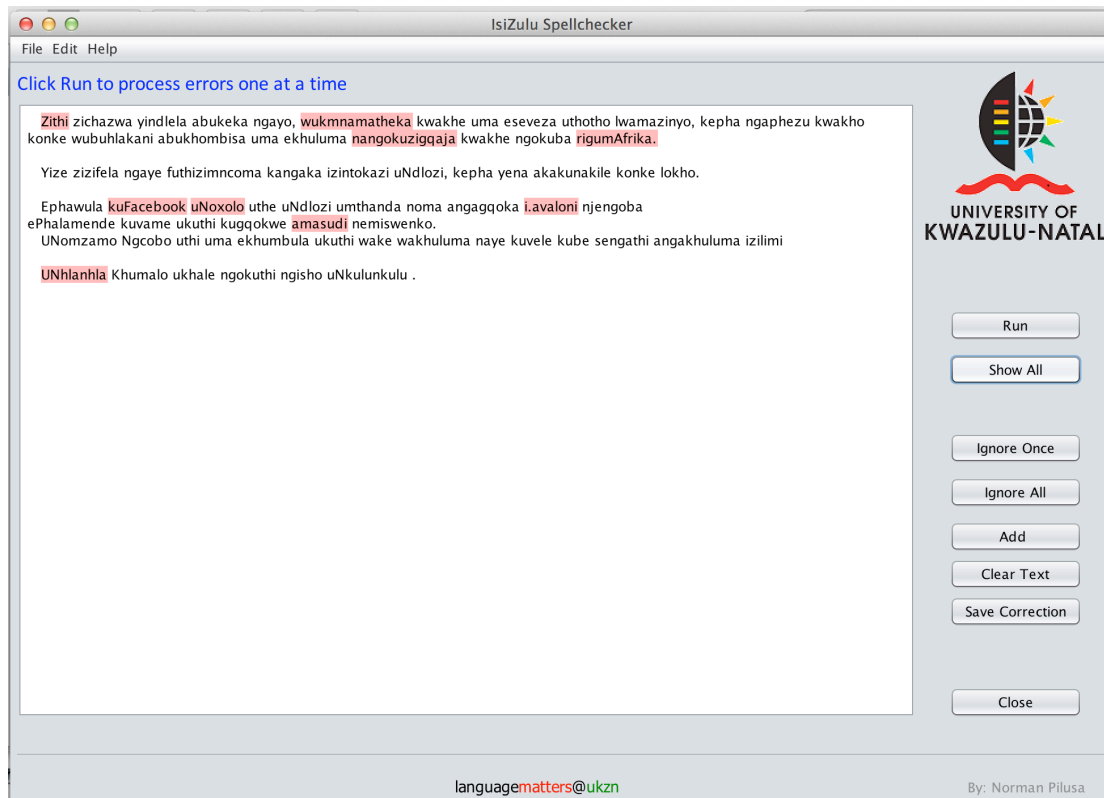 IsiZulu Spellchecker
File Edit Help
Click Run to process errors one at a time
Zithi zichazwa yindlela abukeka ngayo, wukmnamatheka kwakhe uma eseveza uthotho lwamazinyo, kepha ngaphezu kwakho
konke wubuhlakani abukhombisa uma ekhuluma nangokuzigqaja kwakhe ngokuba rigumAfrika.
Yize zizifela ngaye futhizimncoma kangaka izintokazi uNdlozi, kepha yena akakunakile konke lokho.
Ephawula kuFacebook uNoxolo uthe uNdlozi umthanda noma angagqoka i.avaloni njengoba
ePhalamende kuvame ukuthi kugqokwe amasudi nemiswenko.
UNomzamo Ngcobo uthi uma ekhumbula ukuthi wake wakhuluma naye kuvele kube sengathi angakhuluma izilimi
UNhlanhla Khumalo ukhale ngokuthi ngisho uNkulunkulu .
UNIVERSITY OF
KWAZULU-NATAL
Run
Show All
Ignore Once
Ignore All
Add
Clear Text
Save Correction
Close
languagematters@ukzn
By: Norman Pilusa